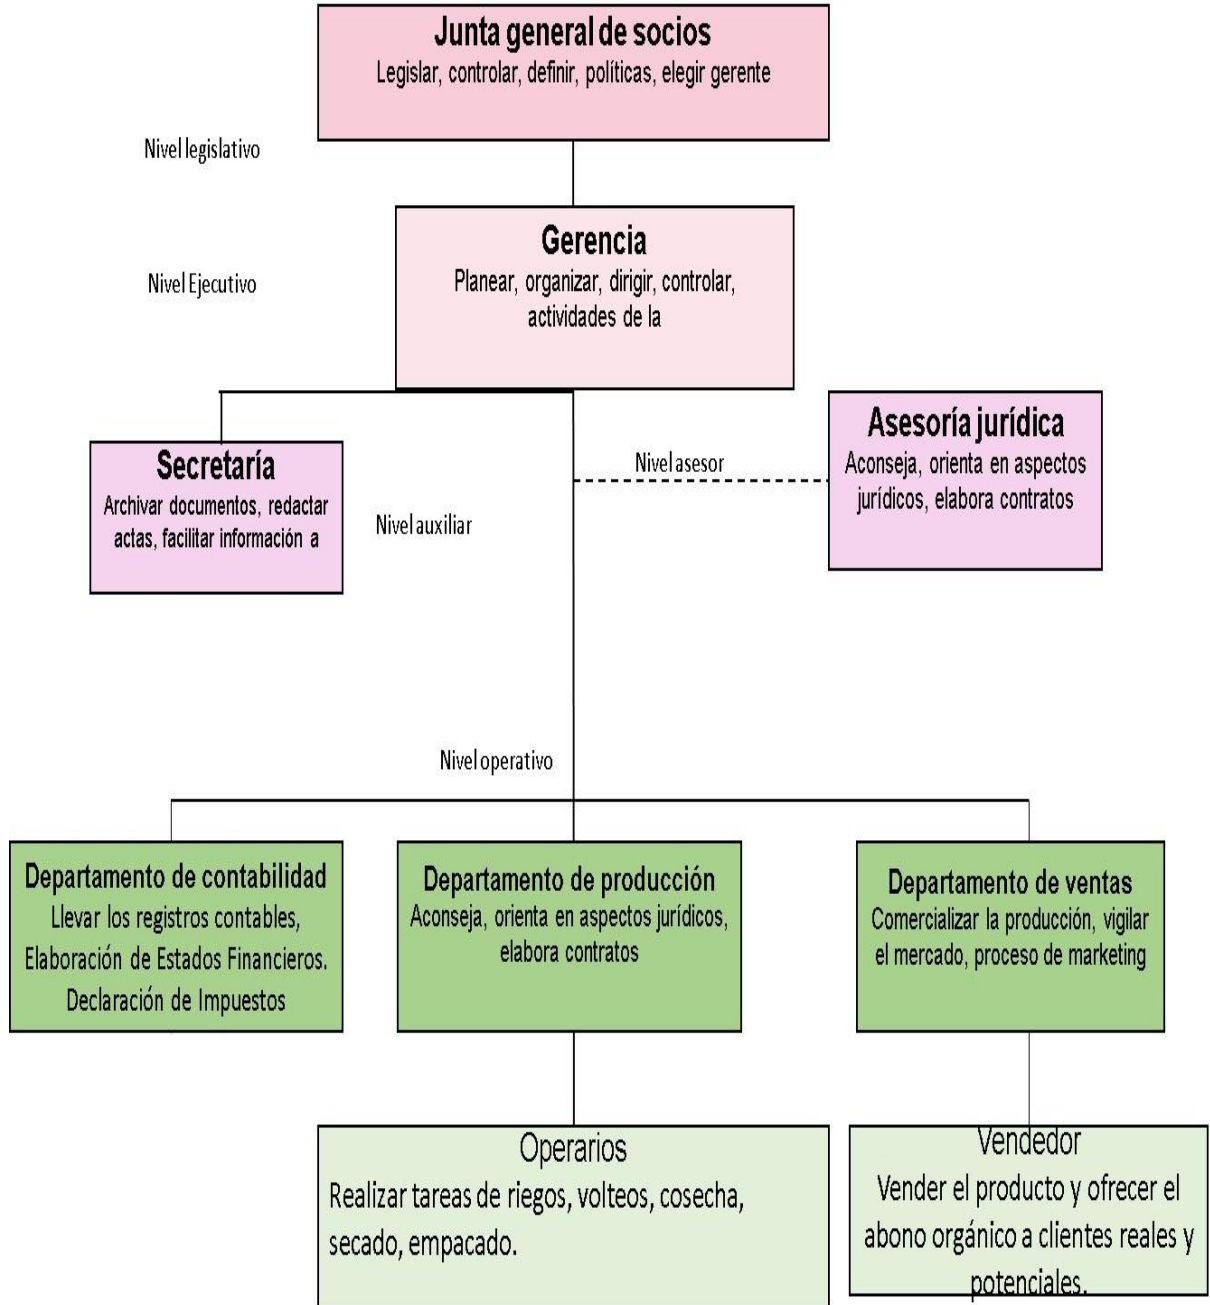 Junta general de socios
Legislar, controlar, definir, políticas, elegir gerente
Nivel legislativo
Gerencia
Planear, organizar, dirigir, controlar,
actividades de la
Nivel Ejecutivo
Secretaría
Archivar documentos, redactar
actas, facilitar información a
Nivel auxiliar
Nivel asesor
Asesoría jurídica
Aconseja, orienta en aspectos
jurídicos, elabora contratos
Nivel operativo
Departamento de contabilidad
Llevar los registros contables,
Elaboración de Estados Financieros.
Declaración de Impuestos
Departamento de producción
Aconseja, orienta en aspectos jurídicos,
elabora contratos
Departamento de ventas
Comercializar la producción, vigilar
el mercado, proceso de marketing
Operarios
Realizar tareas de riegos, volteos, cosecha,
secado, empacado.
Vendedor
Vender el producto y ofrecer el
abono orgánico a clientes reales y
potenciales.